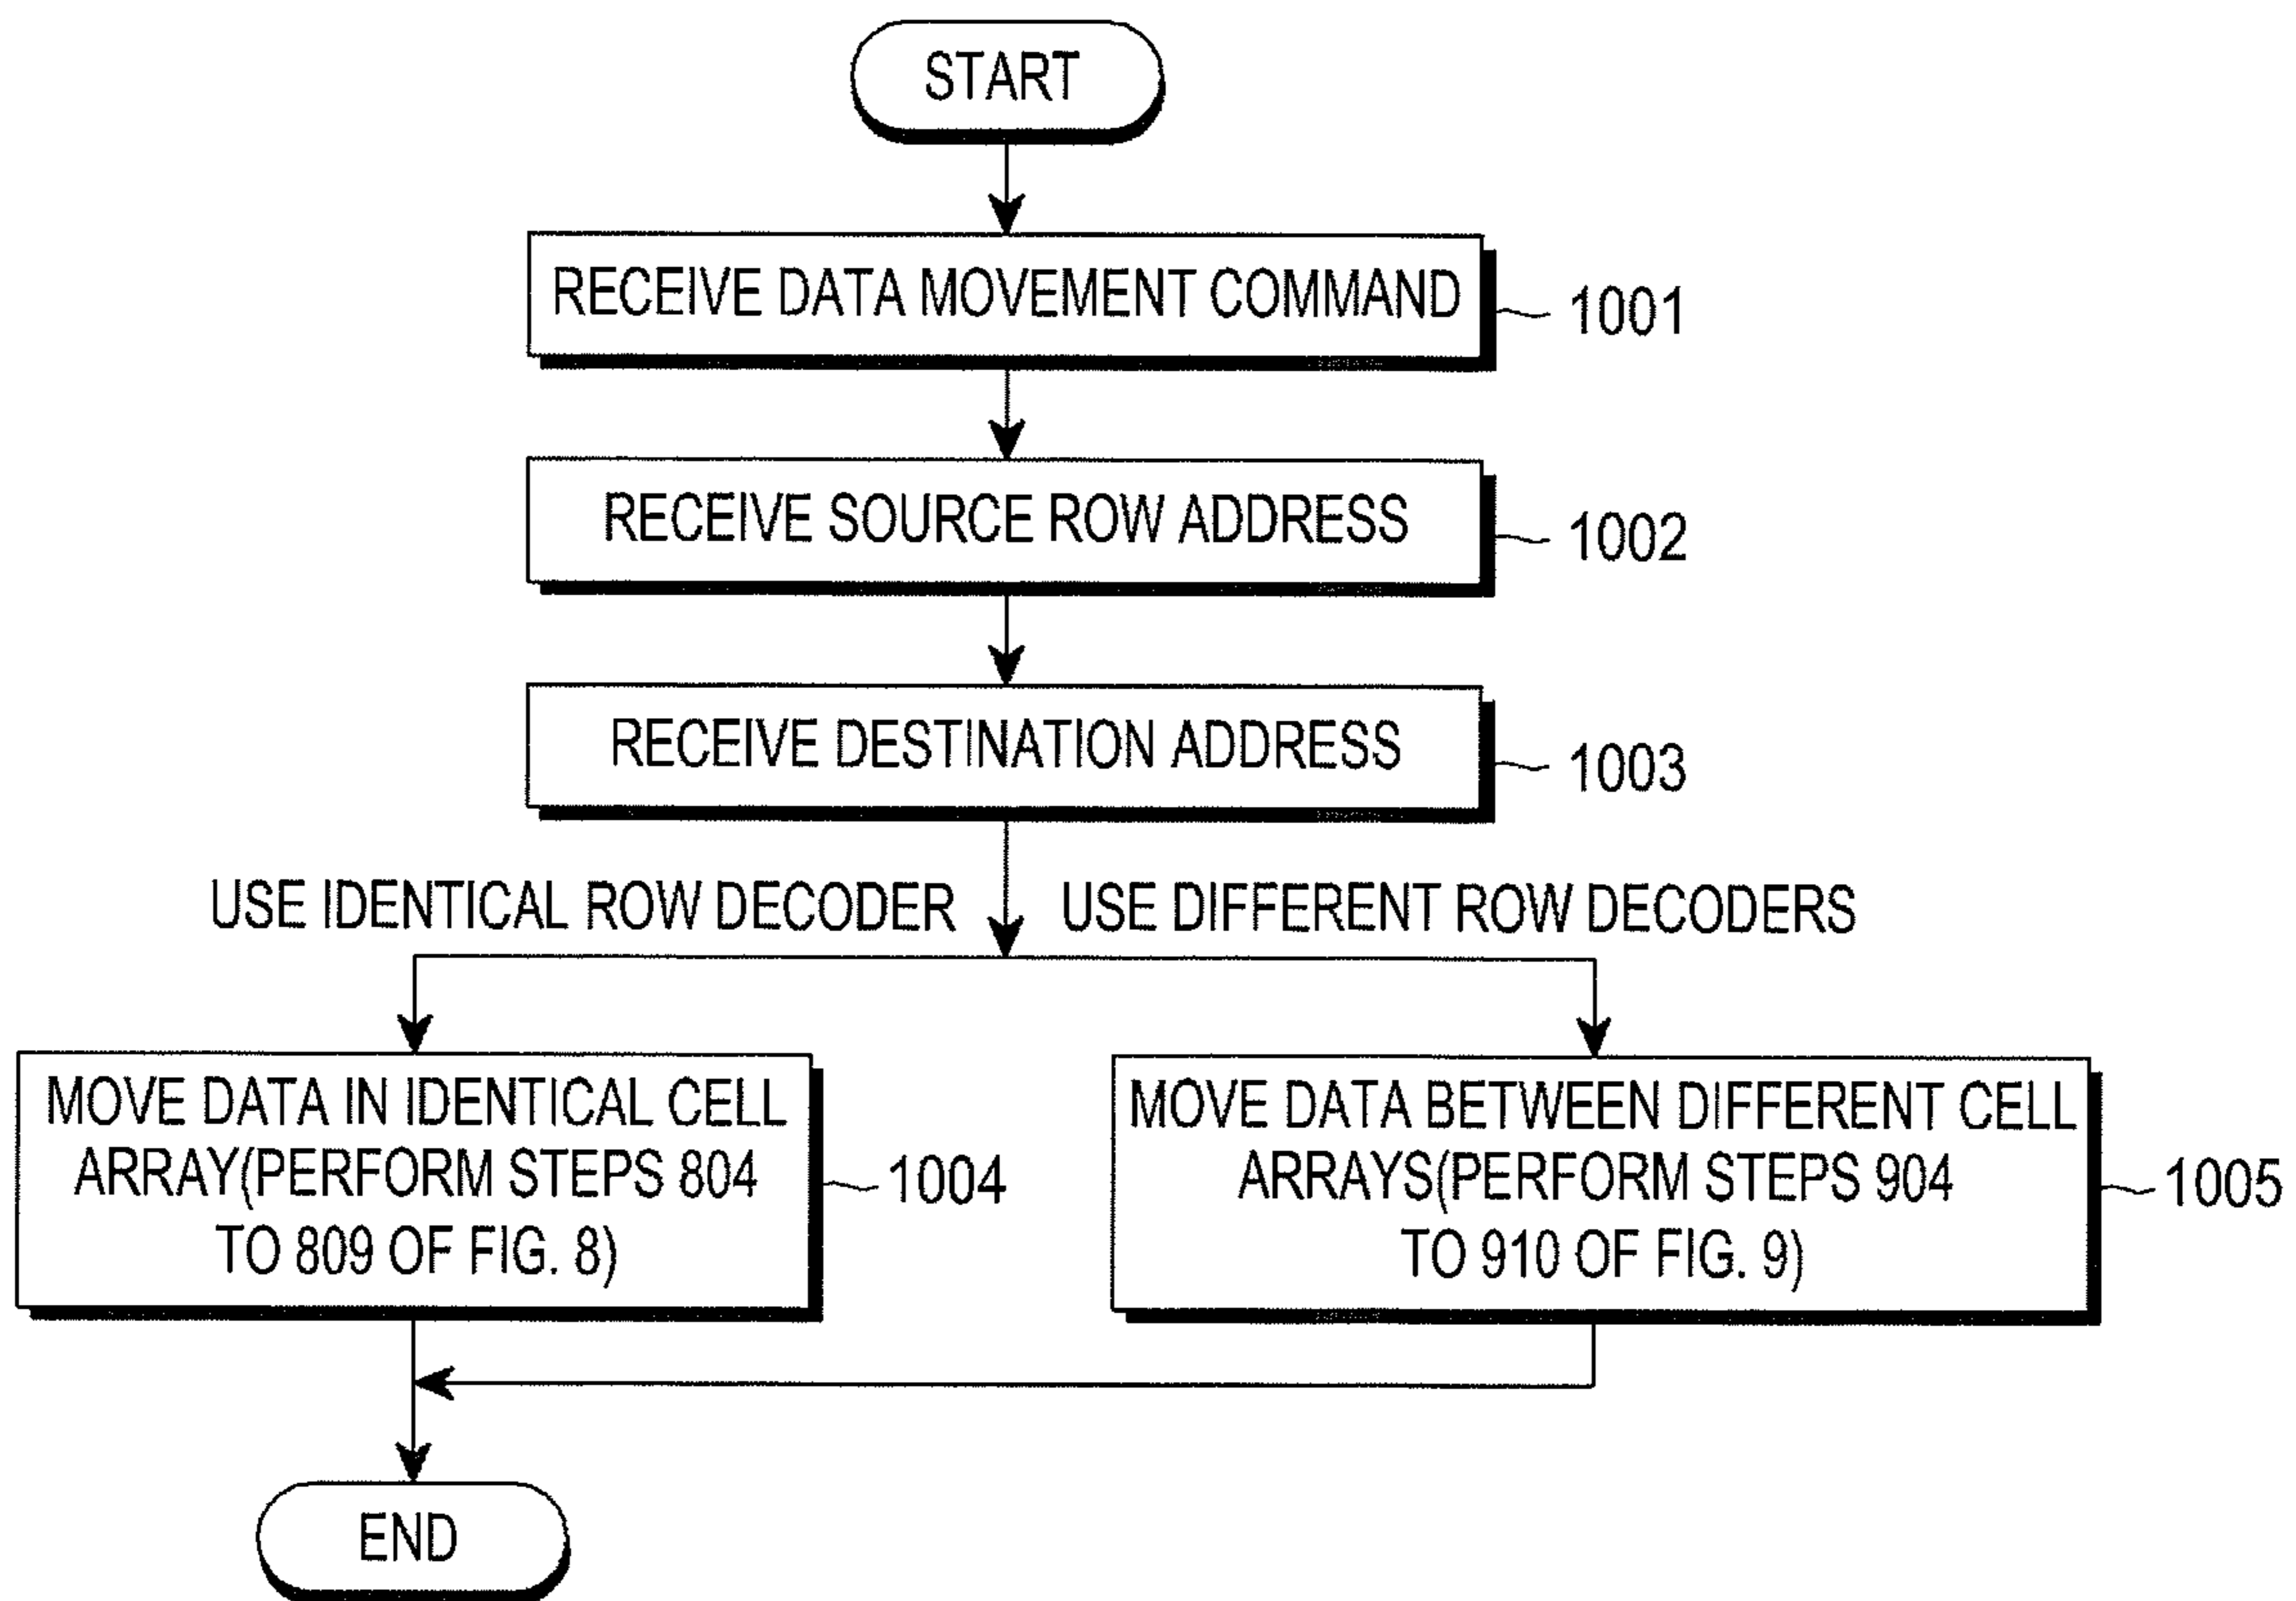 START
RECEIVE DATA MOVEMENT COMMAND
1001
RECEIVE SOURCE ROW ADDRESS
1002
RECEIVE DESTINATION ADDRESS
1003
USE IDENTICAL ROW DECODER
USE DIFFERENT ROW DECODERS
MOVE DATA IN IDENTICAL CELL
ARRAY(PERFORM STEPS 804
TO 809 OF FIG. 8)
1004
MOVE DATA BETWEEN DIFFERENT CELL
ARRAYS(PERFORM STEPS 904
TO 910 OF FIG. 9)
1005
END